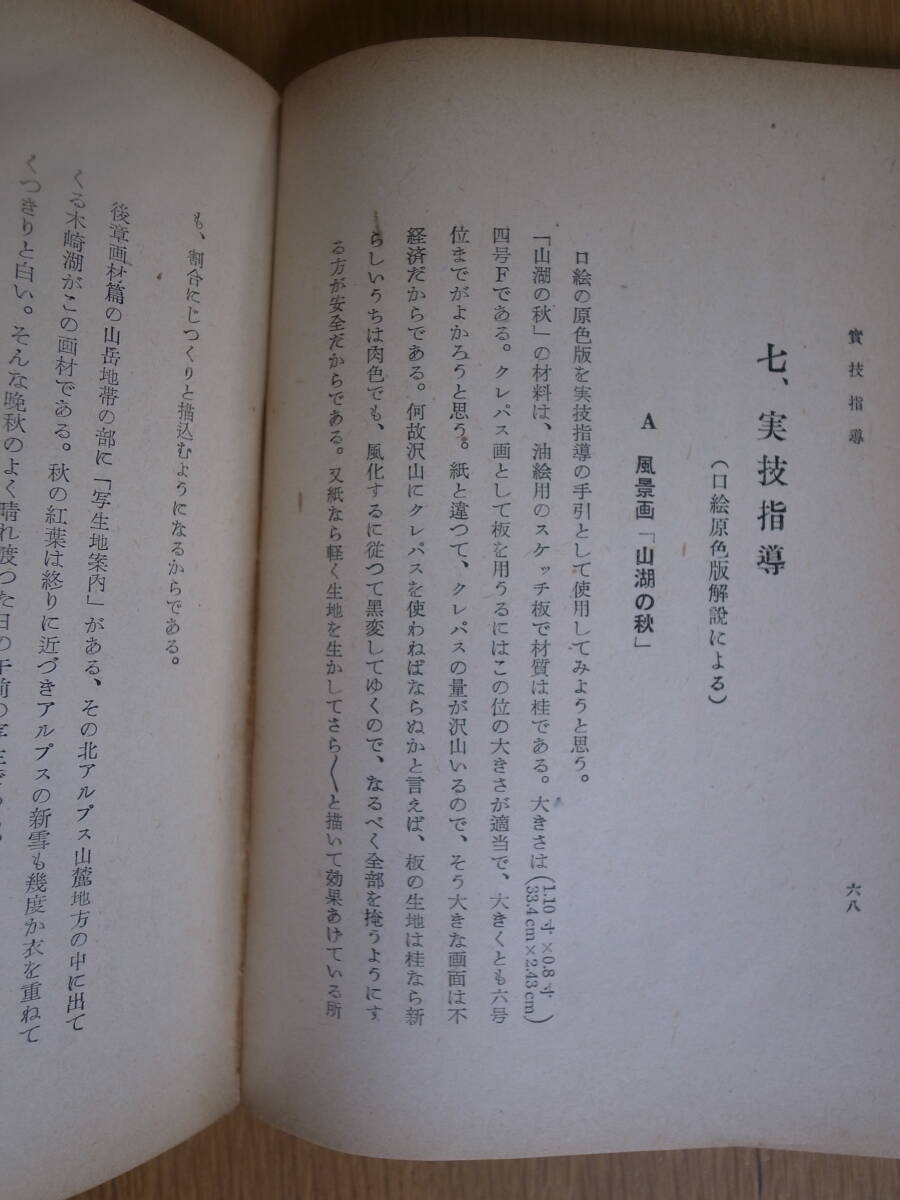 實技指導
六八
七、実技指導
(口絵原色版解説による)
A 風景画「山湖の秋」
口絵の原色版を実技指導の手引として使用してみようと思う。
「山湖の秋」の材料は、油絵用のスケッチ板で材質は桂である。大きさは(1.10寸×0.8寸 33.4cm×2.43cm)
四号Fである。クレパス画として板を用うるにはこの位の大きさが適当で、大きくとも六号
位までがよかろうと思う。紙と違つて、クレパスの量が沢山いるので、そう大きな画面は不
経済だからである。何故沢山にクレパスを使わねばならぬかと言えば、板の生地は桂なら新
らしいうちは肉色でも、風化するに従つて黒変してゆくので、なるべく全部を掩うようにす
る方が安全だからである。又紙なら軽く生地を生かしてさら〱と描いて効果あげている所
も、割合にじつくりと描込むようになるからである。
後章画材篇の山岳地帯の部に「写生地案内」がある、その北アルプス山麓地方の中に出て
くる木崎湖がこの画材である。秋の紅葉は終りに近づきアルプスの新雪も幾度か衣を重ねて
くつきりと白い。そんな晩秋のよく晴れ渡つた日の午前の